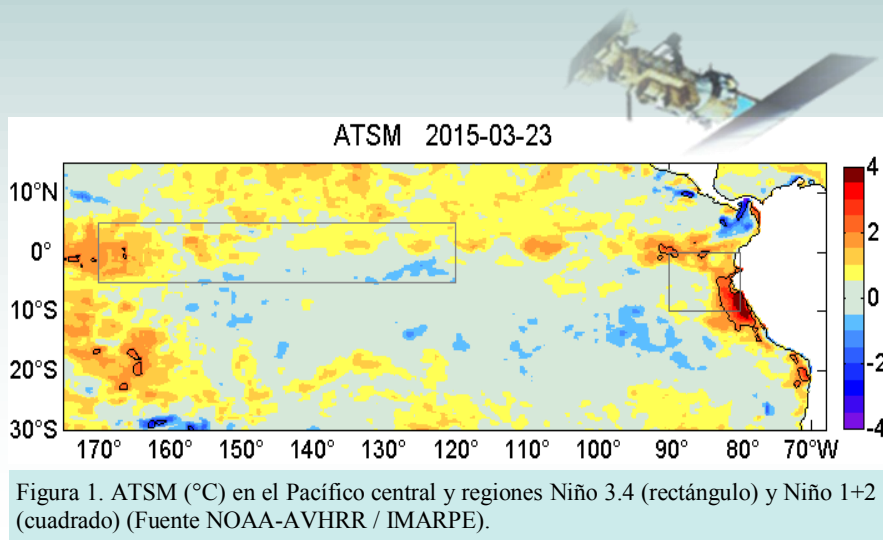 ATSM 2015-03-23
4
2
0
-2
-4
10°N
0°
10°S
20°S
30°S
170° 160° 150° 140° 130° 120° 110° 100° 90° 80° 70°W
Figura 1. ATSM (°C) en el Pacífico central y regiones Niño 3.4 (rectángulo) y Niño 1+2
(cuadrado) (Fuente NOAA-AVHRR / IMARPE).